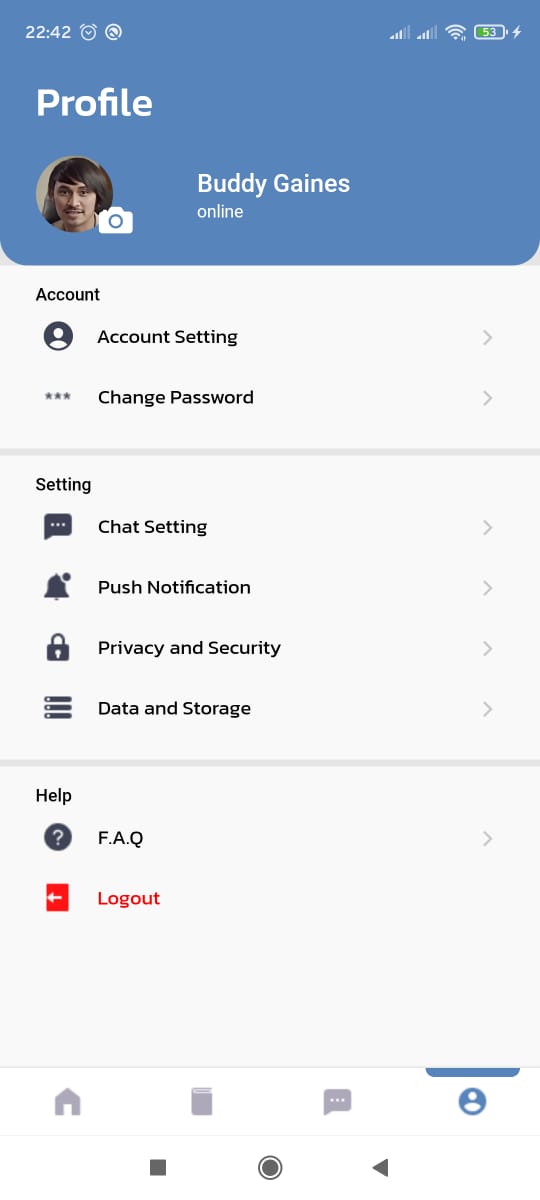 22:42
53
Profile
Buddy Gaines
online
Account
Account Setting
*** Change Password
Setting
Chat Setting
Push Notification
Privacy and Security
Data and Storage
Help
? F.A.Q
Logout